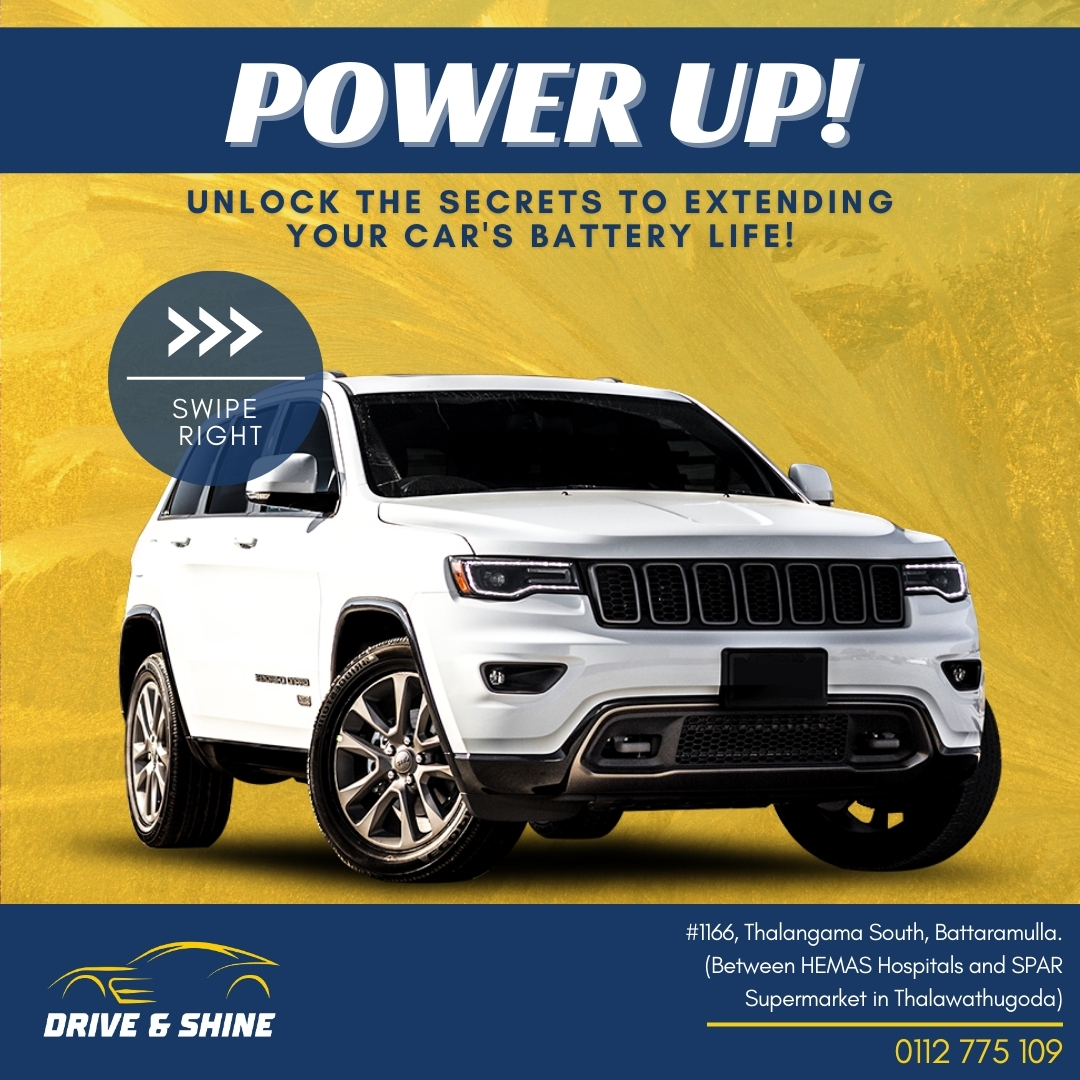 POWER UP!
UNLOCK THE SECRETS TO EXTENDING
YOUR CAR'S BATTERY LIFE!
SWIPE
RIGHT
DRIVE & SHINE
#1166, Thalangama South, Battaramulla.
(Between HEMAS Hospitals and SPAR
Supermarket in Thalawathugoda)
0112 775 109